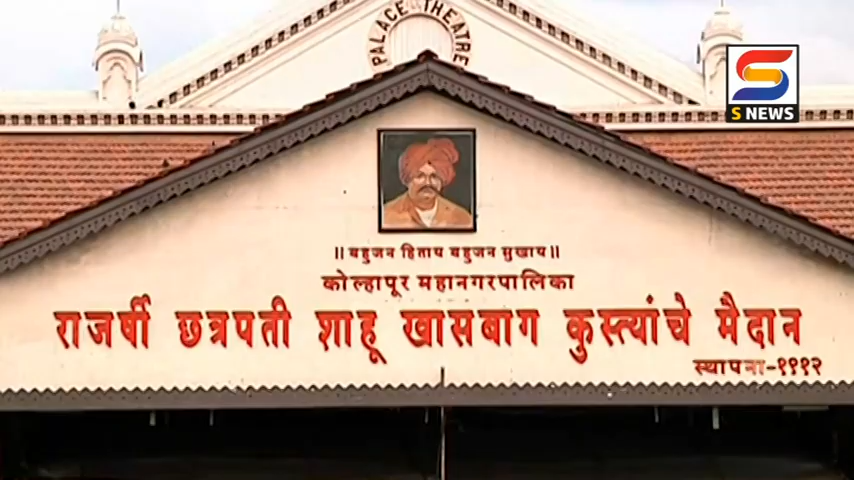 PALACE THEATRE
S NEWS
॥ बहुजन हिताय बहुजन सुखाय॥
कोल्हापूर महानगरपालिका
राजर्षी छत्रपती शाहू खासबाग कुस्त्यांचे मैदान
स्थापना-१९१२